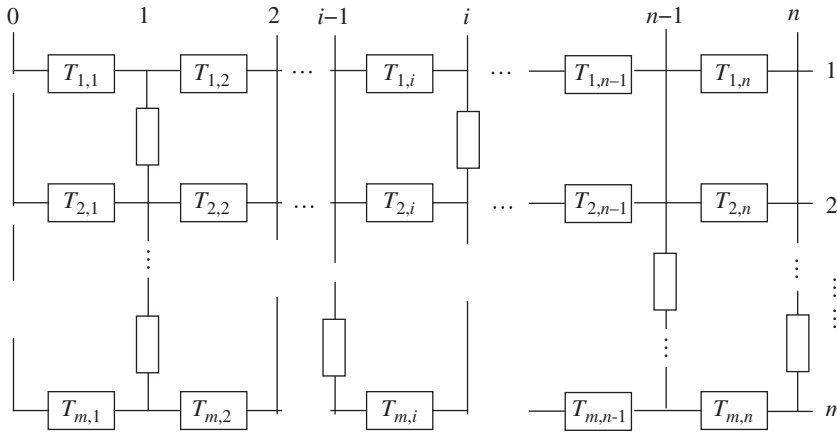 0 1 2 i–1 i n–1 n
T1,1 T1,2 … T1,i … T1,n–1 T1,n 1
T2,1 T2,2 … T2,i … T2,n–1 T2,n 2
Tm,1 Tm,2 Tm,i Tm,n-1 Tm,n n